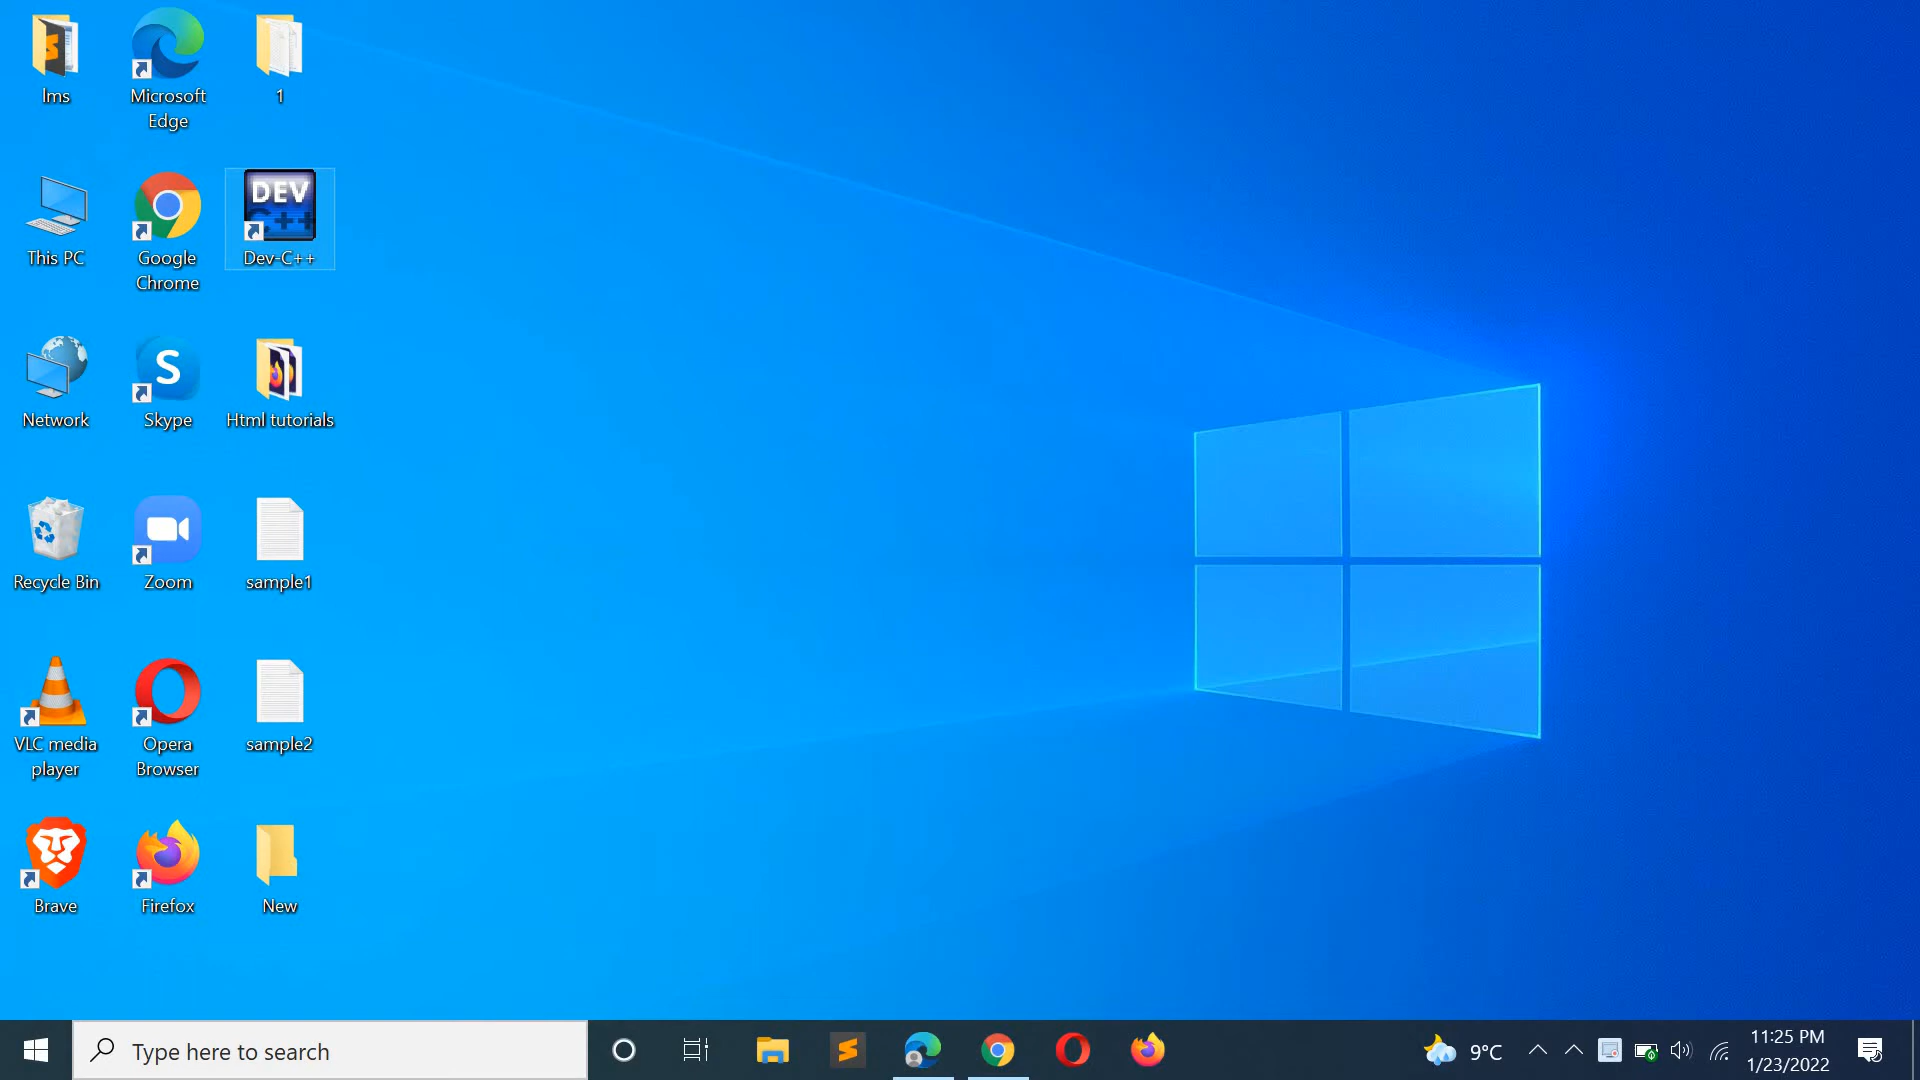 lms
Microsoft
Edge
1
This PC
Google
Chrome
DEV
C++
Dev-C++
Network
S
Skype
Html tutorials
Recycle Bin
Zoom
sample1
VLC media
player
Opera
Browser
sample2
Brave
Firefox
New
Type here to search
9°C
11:25 PM
1/23/2022